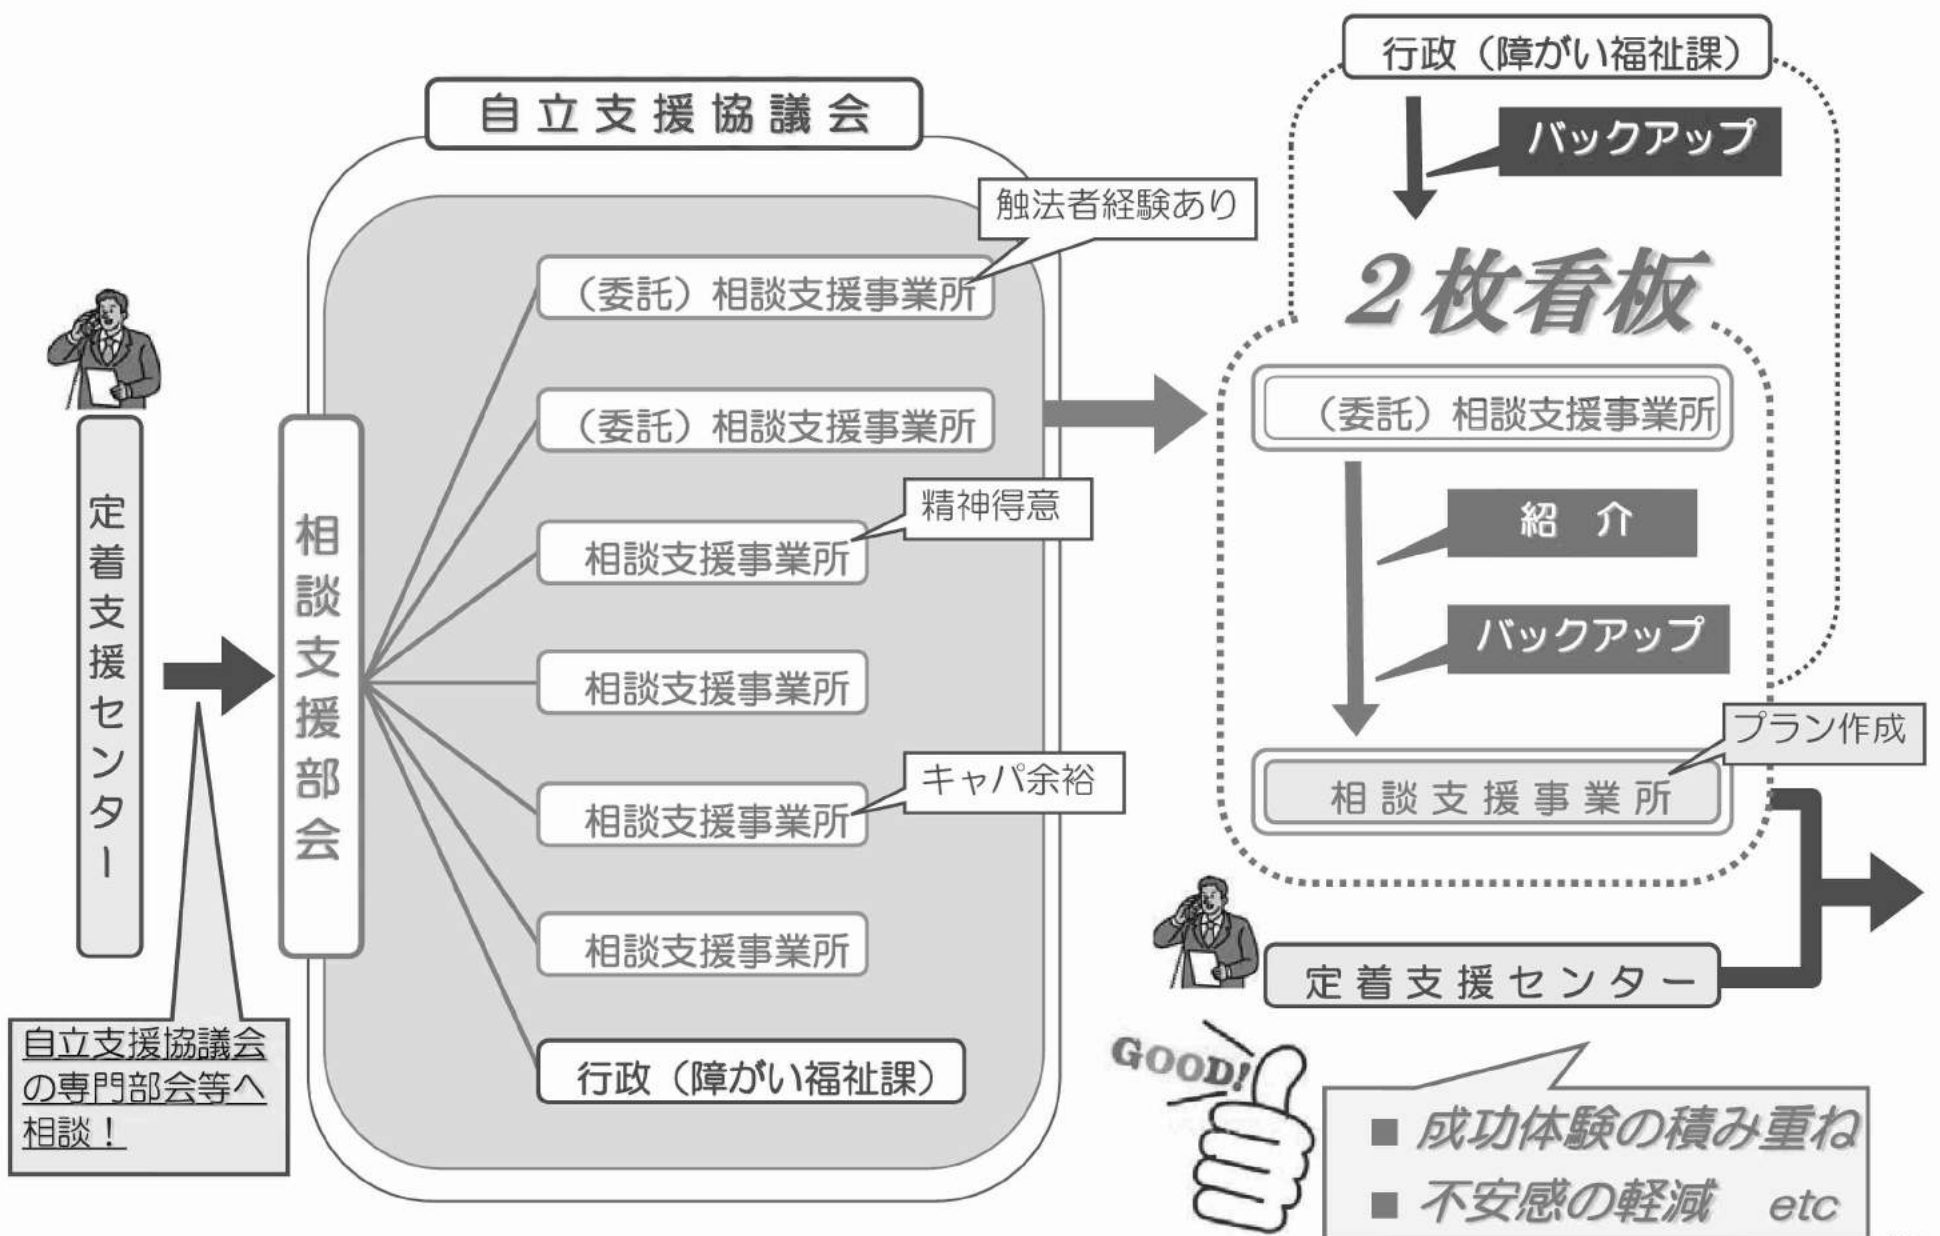 行政（障がい福祉課）
自立支援協議会
バックアップ
触法者経験あり
２枚看板
（委託）相談支援事業所
（委託）相談支援事業所
（委託）相談支援事業所
精神得意
紹　介
相談支援事業所
バックアップ
相談支援事業所
プラン作成
キャパ余裕
相談支援事業所
相談支援事業所
相談支援事業所
定着支援センター
行政（障がい福祉課）
定着支援センター
相談支援部会
自立支援協議会
の専門部会等へ
相談！
GOOD!
■ 成功体験の積み重ね
■ 不安感の軽減　etc